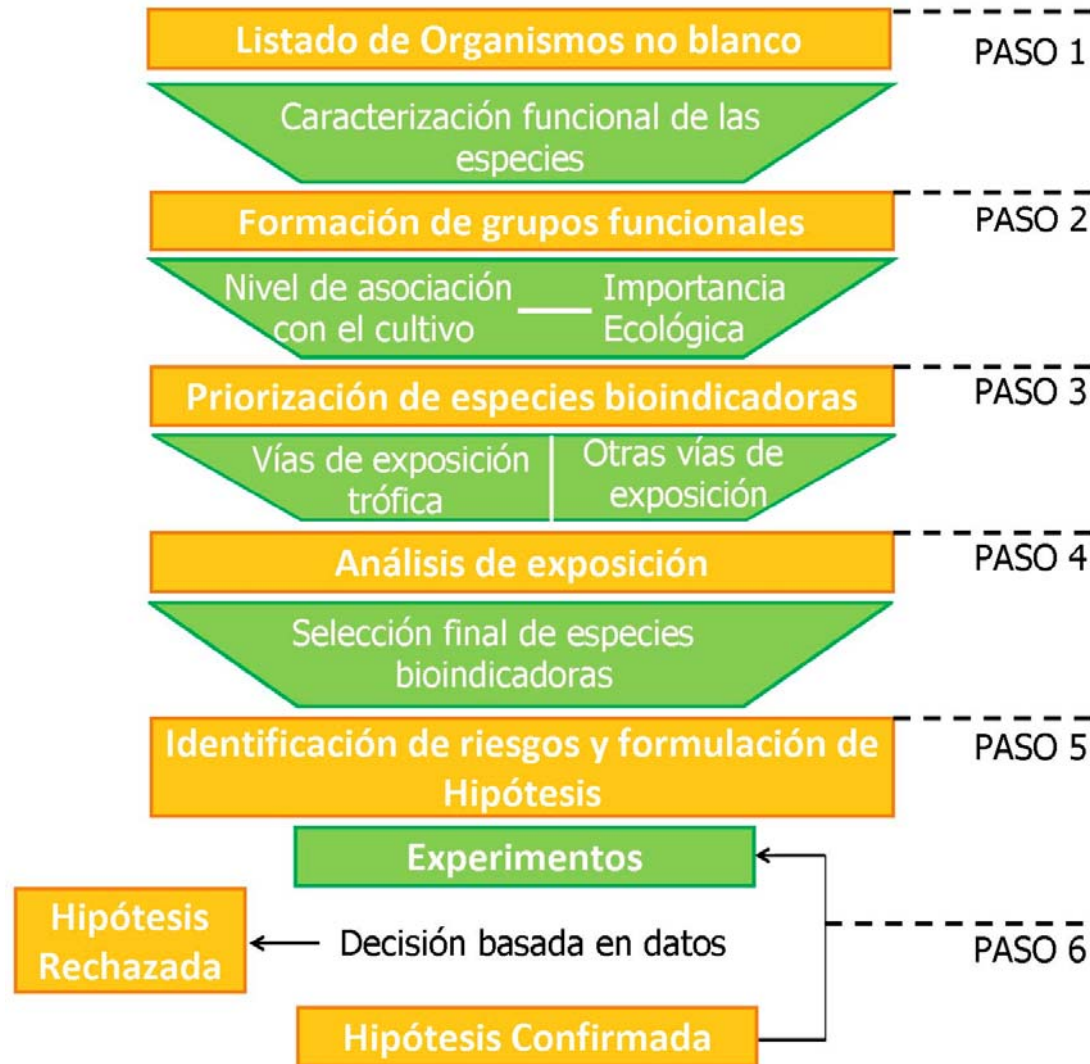 Listado de Organismos no blanco
PASO 1
Caracterización funcional de las
especies
Formación de grupos funcionales
PASO 2
Nivel de asociación
con el cultivo
Importancia
Ecológica
Priorización de especies bioindicadoras
PASO 3
Vías de exposición
trófica
Otras vías de
exposición
Análisis de exposición
PASO 4
Selección final de especies
bioindicadoras
Identificación de riesgos y formulación de
Hipótesis
PASO 5
Experimentos
Hipótesis
Rechazada
Decisión basada en datos
PASO 6
Hipótesis Confirmada